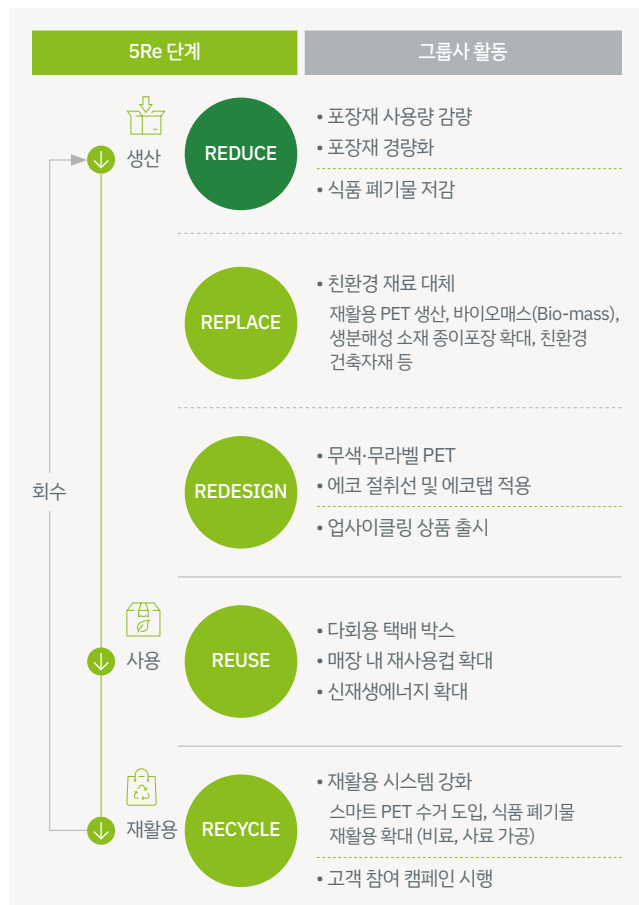 5Re 단계
그룹사 활동
생산
REDUCE
• 포장재 사용량 감량
• 포장재 경량화
• 식품 폐기물 저감
REPLACE
• 친환경 재료 대체
재활용 PET 생산, 바이오매스(Bio-mass),
생분해성 소재 종이포장 확대, 친환경
건축자재 등
회수
REDESIGN
• 무색·무라벨 PET
• 에코 절취선 및 에코탭 적용
• 업사이클링 상품 출시
사용
REUSE
• 다회용 택배 박스
• 매장 내 재사용컵 확대
• 신재생에너지 확대
재활용
RECYCLE
• 재활용 시스템 강화
스마트 PET 수거 도입, 식품 폐기물
재활용 확대 (비료, 사료 가공)
• 고객 참여 캠페인 시행